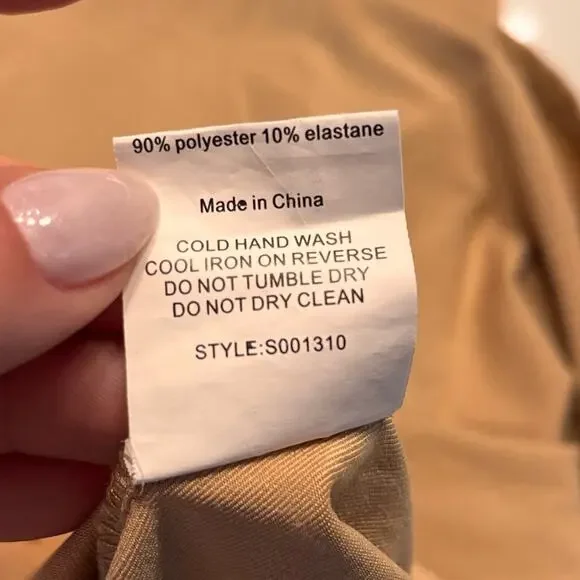 90% polyester 10% elastane
Made in China
COLD HAND WASH
COOL IRON ON REVERSE
DO NOT TUMBLE DRY
DO NOT DRY CLEAN
STYLE:S001310